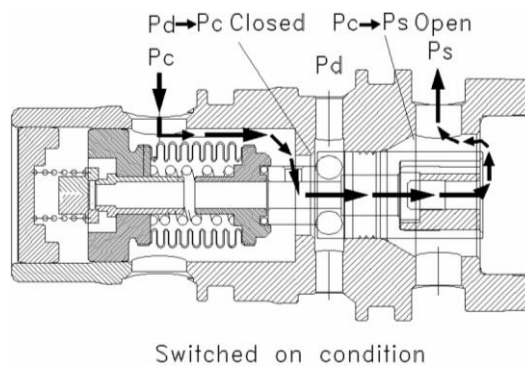 Pd→Pc Closed Pc→Ps Open
Pc Pd Ps
Switched on condition